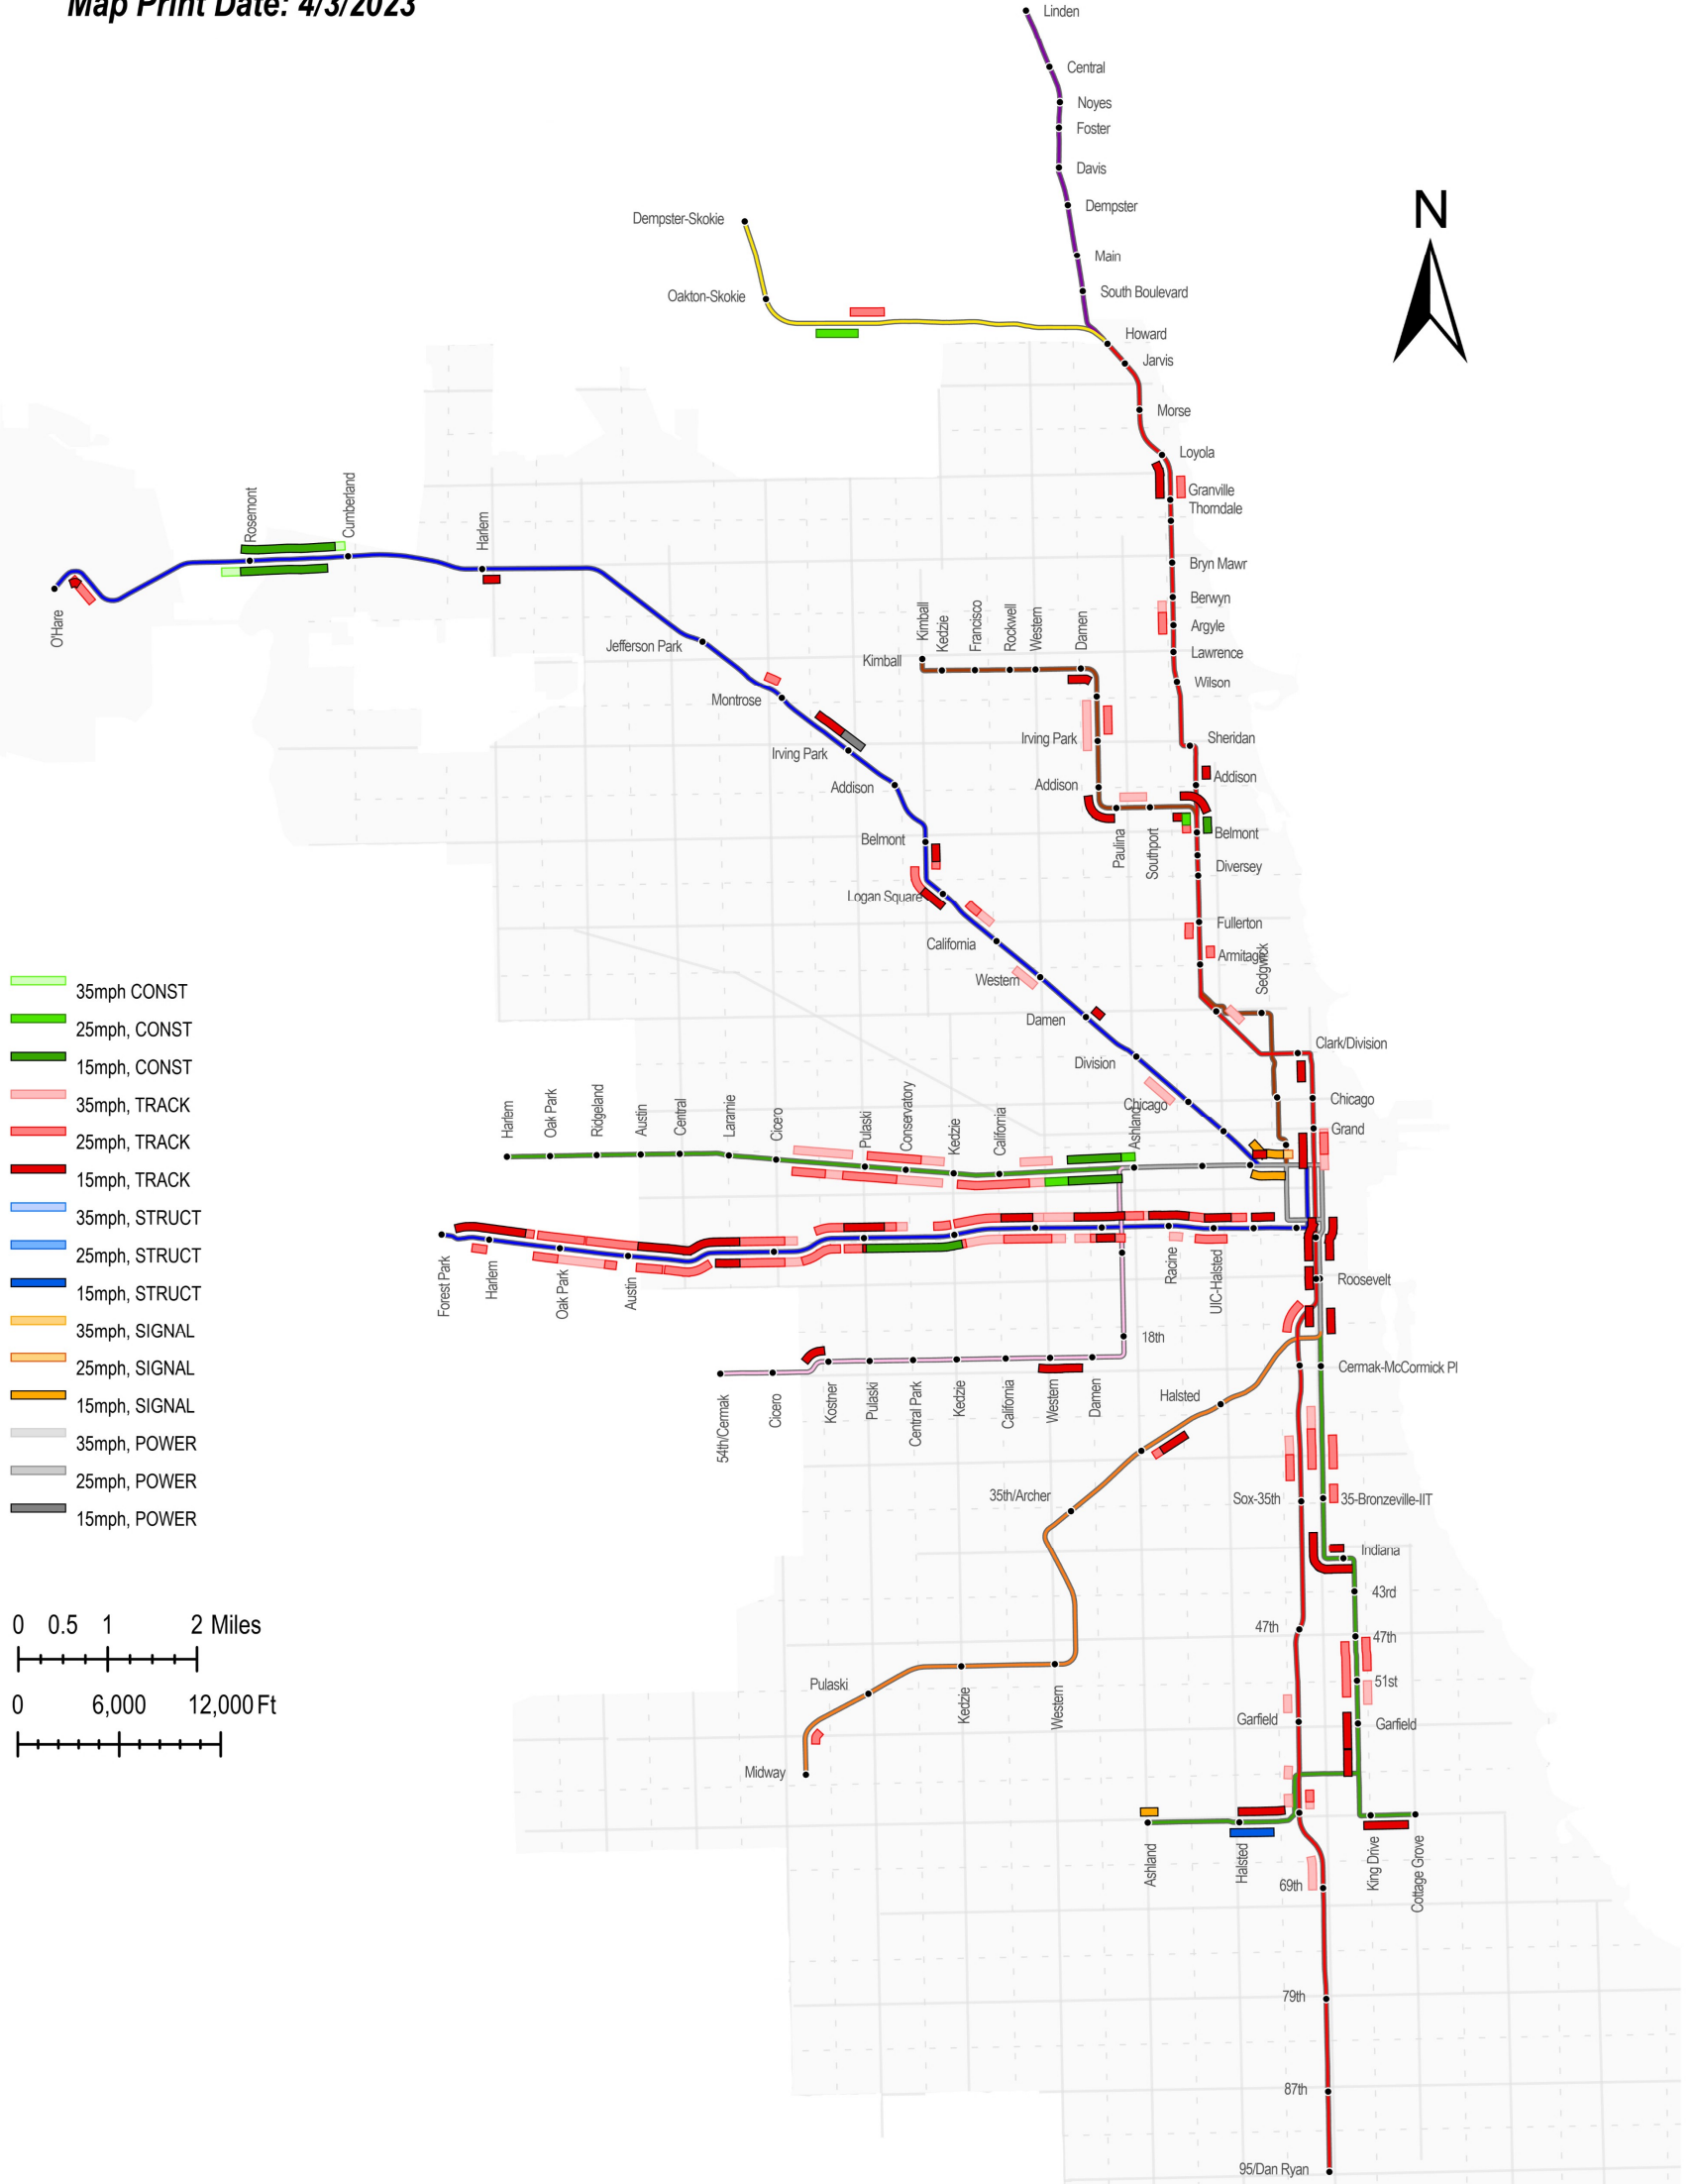 Map Print Date: 4/3/2023
Linden
Central
Noyes
Foster
Davis
Dempster
Main
South Boulevard
Howard
Jarvis
Morse
Loyola
Granville
Thorndale
Bryn Mawr
Berwyn
Argyle
Lawrence
Wilson
Sheridan
Addison
Belmont
Diversey
Fullerton
Armitage
Sedgwick
Clark/Division
Chicago
Grand
N
Dempster-Skokie
Oakton-Skokie
O'Hare
Rosemont
Cumberland
Harlem
Jefferson Park
Montrose
Irving Park
Addison
Belmont
Logan Square
California
Western
Damen
Division
Chicago
Kimball
Kimball
Kedzie
Francisco
Rockwell
Western
Damen
Irving Park
Addison
Paulina
Southport
Harlem
Oak Park
Ridgeland
Austin
Central
Laramie
Cicero
Pulaski
Conservatory
Kedzie
California
Ashland
Forest Park
Harlem
Oak Park
Austin
Racine
UIC-Halsted
Roosevelt
18th
Cermak-McCormick Pl
54th/Cermak
Cicero
Kostner
Pulaski
Central Park
Kedzie
California
Western
Damen
Halsted
35th/Archer
Sox-35th
35-Bronzeville-IIT
Indiana
43rd
47th
47th
51st
Garfield
Garfield
Pulaski
Kedzie
Western
Midway
Ashland
Halsted
King Drive
Cottage Grove
69th
79th
87th
95/Dan Ryan
35mph CONST
25mph, CONST
15mph, CONST
35mph, TRACK
25mph, TRACK
15mph, TRACK
35mph, STRUCT
25mph, STRUCT
15mph, STRUCT
35mph, SIGNAL
25mph, SIGNAL
15mph, SIGNAL
35mph, POWER
25mph, POWER
15mph, POWER
0 0.5 1 2 Miles
0 6,000 12,000 Ft